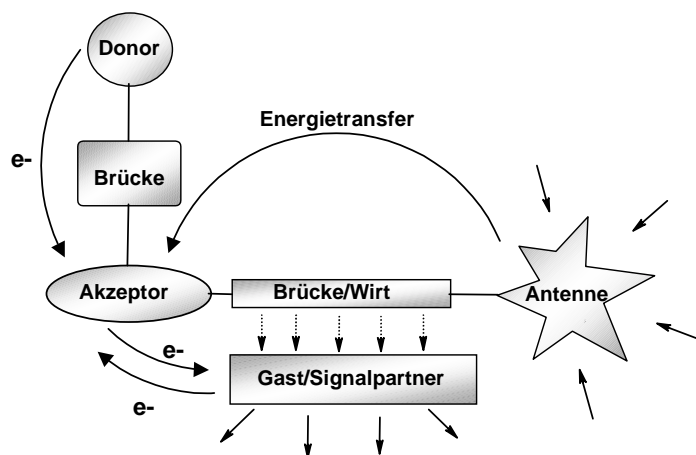 Donor
Energietransfer
e-
Brücke
Akzeptor
Brücke/Wirt
Antenne
e-
Gast/Signalpartner
e-